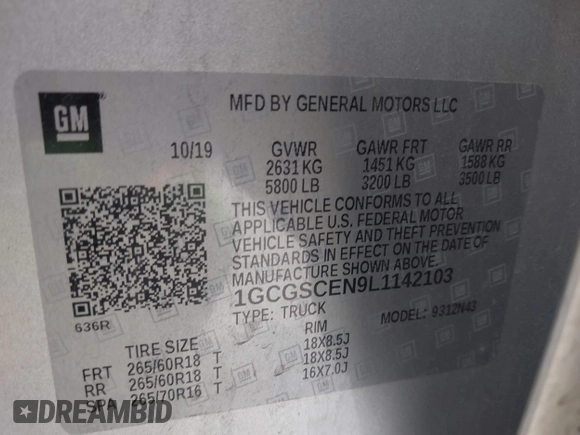 GM
MFD BY GENERAL MOTORS LLC
10/19 GVWR GAWR FRT GAWR RR
2631 KG 1451 KG 1588 KG
5800 LB 3200 LB 3500 LB
THIS VEHICLE CONFORMS TO ALL
APPLICABLE U.S. FEDERAL MOTOR
VEHICLE SAFETY AND THEFT PREVENTION
STANDARDS IN EFFECT ON THE DATE OF
MANUFACTURE SHOWN ABOVE.
1GCGSCEN9L1142103
636R
TYPE: TRUCK MODEL: 9312N43
TIRE SIZE RIM
FRT 265/60R18 T 18X8.5J
RR 265/60R18 T 18X8.5J
SPA 265/70R16 T 16X7.0J
DREAMBID